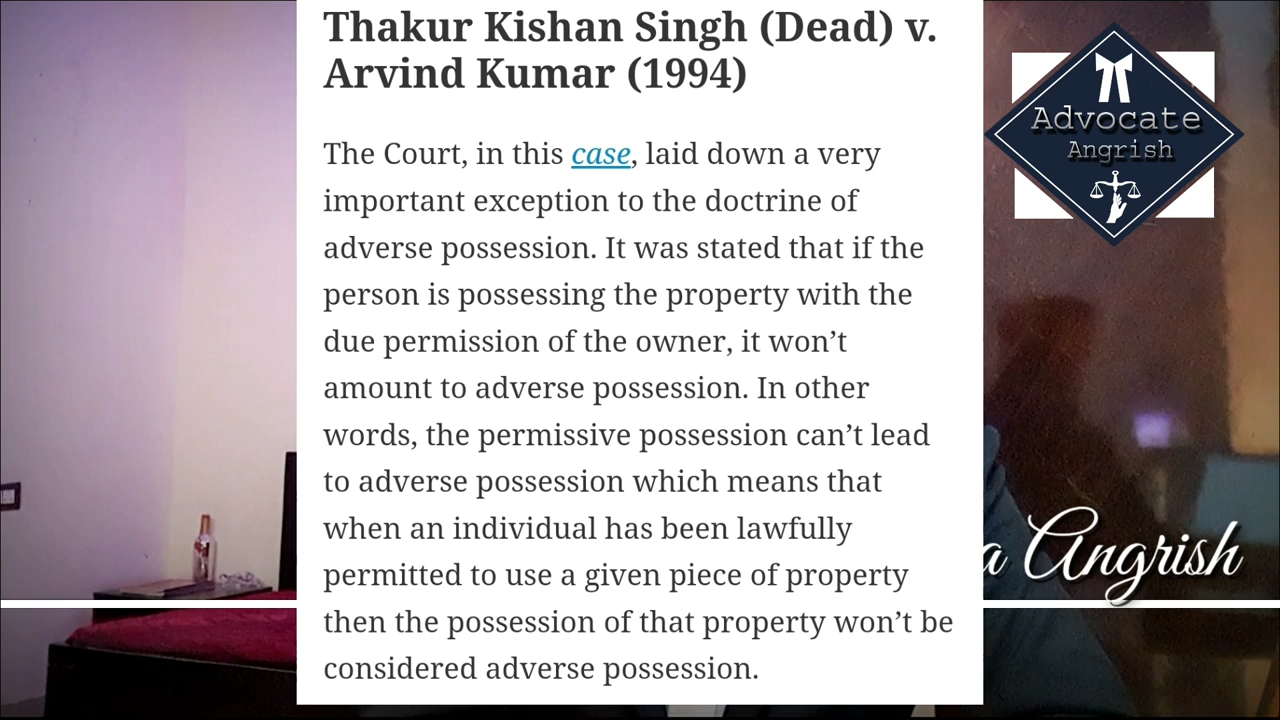 Thakur Kishan Singh (Dead) v.
Arvind Kumar (1994)
The Court, in this case, laid down a very
important exception to the doctrine of
adverse possession. It was stated that if the
person is possessing the property with the
due permission of the owner, it won’t
amount to adverse possession. In other
words, the permissive possession can’t lead
to adverse possession which means that
when an individual has been lawfully
permitted to use a given piece of property
then the possession of that property won’t be
considered adverse possession.
Advocate
Angrish
a Angrish